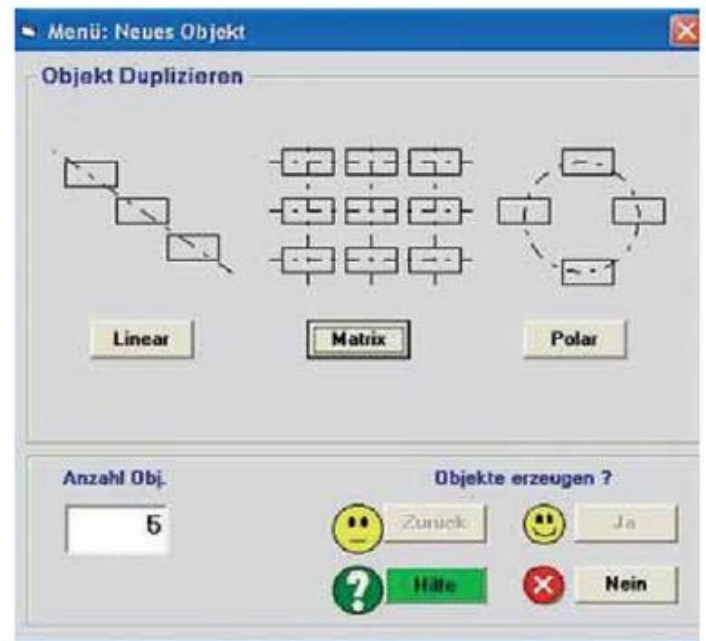 Menü: Neues Objekt
Objekt Duplizieren
Linear Matrix Polar
Anzahl Obj. Objekte erzeugen ?
5 Zurück Ja
Hilfe Nein